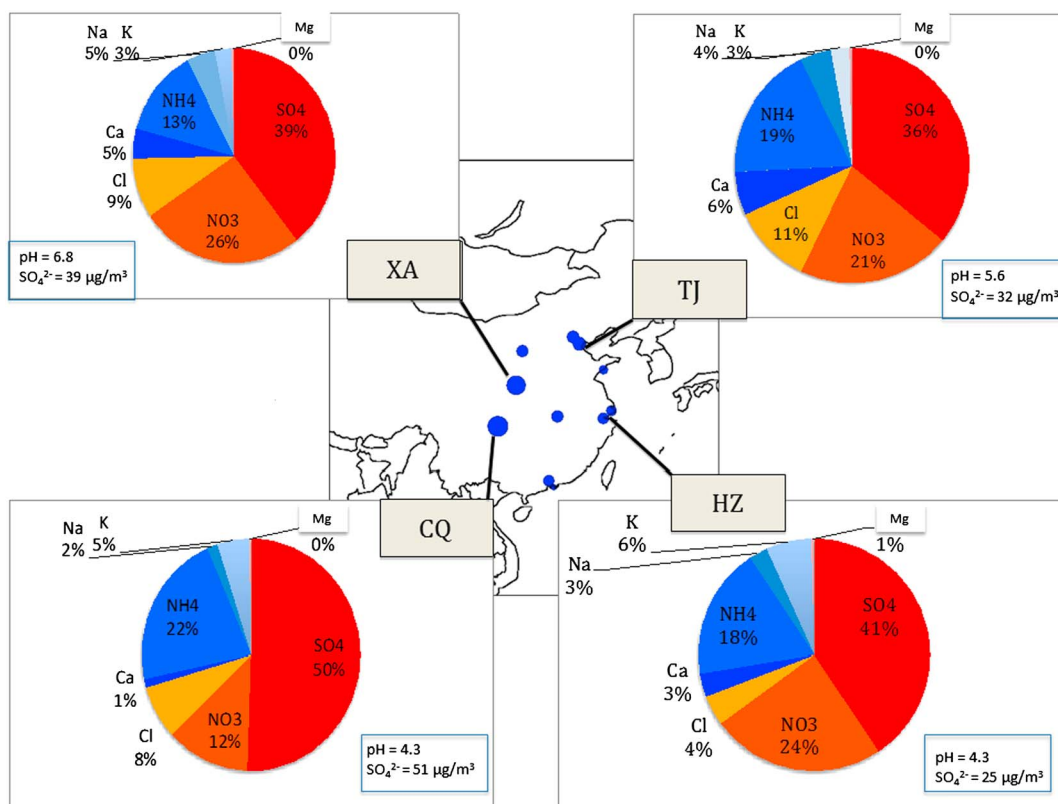 Na K Mg
5% 3% 0%
SO4
39%
NH4
13%
Ca
5%
Cl
9%
NO3
26%
pH = 6.8
SO₄²⁻ = 39 µg/m³
Na K Mg
4% 3% 0%
SO4
36%
NH4
19%
Ca
6%
Cl
11%
NO3
21%
pH = 5.6
SO₄²⁻ = 32 µg/m³
XA
TJ
CQ
HZ
Na K Mg
2% 5% 0%
NH4
22%
SO4
50%
Ca
1%
Cl
8%
NO3
12%
pH = 4.3
SO₄²⁻ = 51 µg/m³
K Mg
6% 1%
Na
3%
SO4
41%
NH4
18%
Ca
3%
Cl
4%
NO3
24%
pH = 4.3
SO₄²⁻ = 25 µg/m³